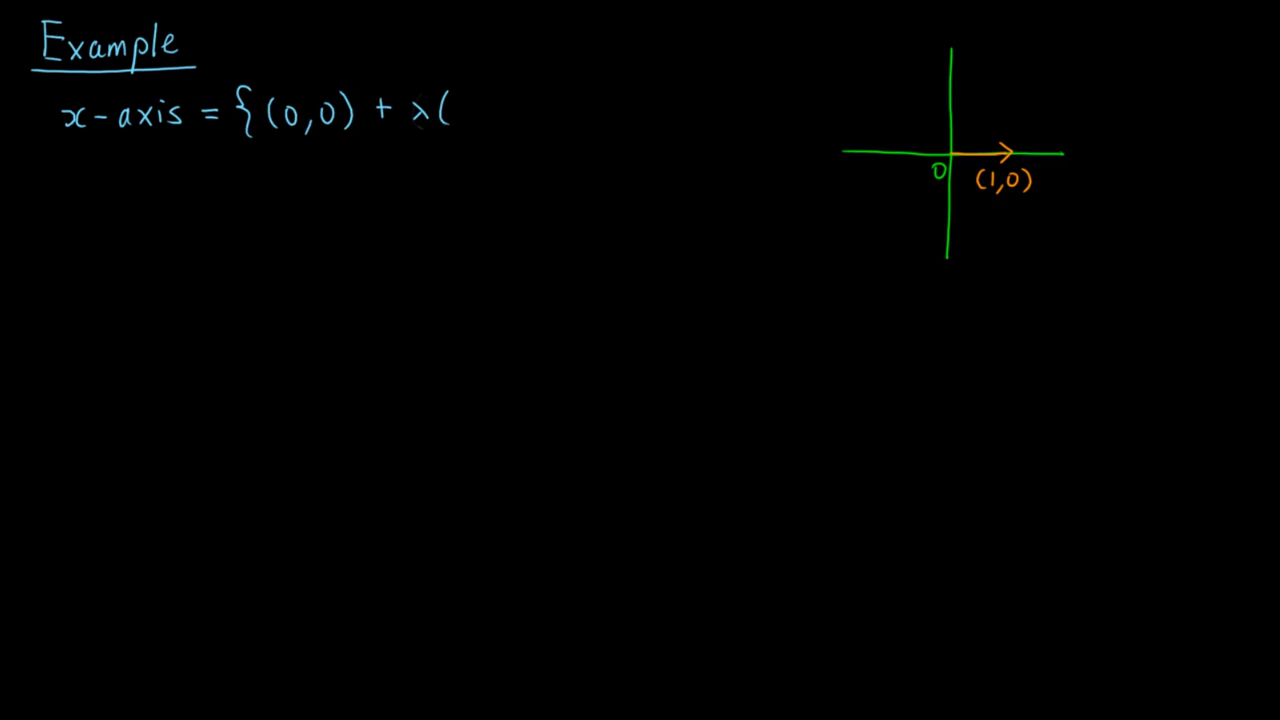 Example
x-axis = {(0,0) + λ(
0
(1,0)